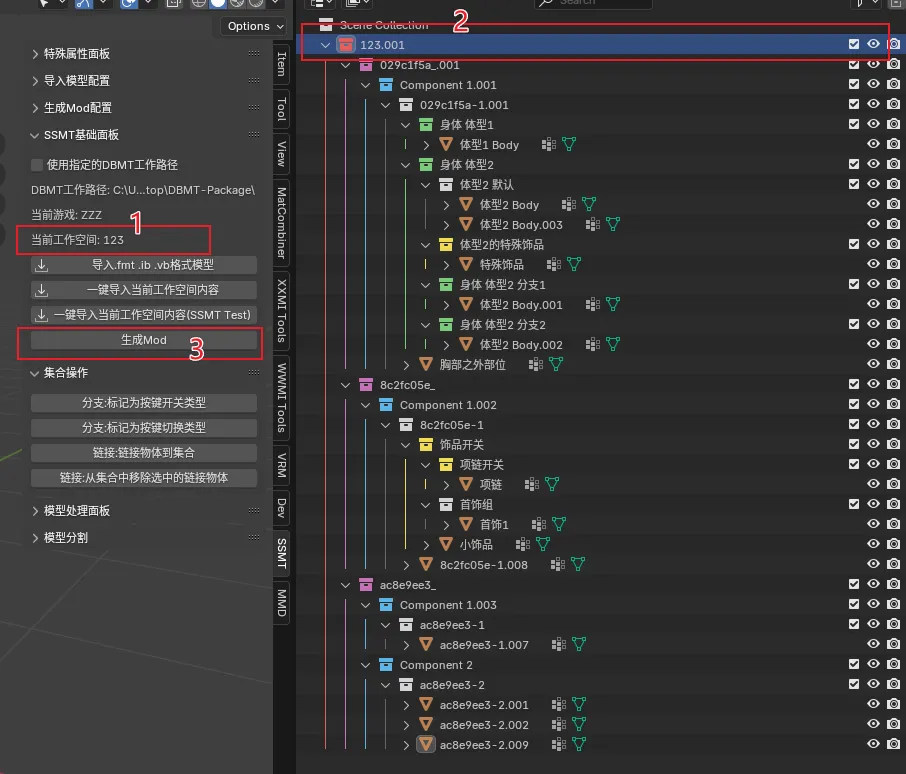 Options
特殊属性面板
导入模型配置
生成Mod配置
SSMT基础面板
使用指定的DBMT工作路径
DBMT工作路径: C:\U...top\DBMT-Package\
当前游戏: ZZZ
1
当前工作空间: 123
导入.fmt .ib .vb格式模型
一键导入当前工作空间内容
一键导入当前工作空间内容(SSMT Test)
生成Mod
3
集合操作
分支:标记为按键开关类型
分支:标记为按键切换类型
链接:链接物体到集合
链接:从集合中移除选中的链接物体
模型处理面板
模型分割
Item
Tool
View
MatCombiner
XXMI Tools
WWMI Tools
VRM
Dev
SSMT
MMD
Search
Scene Collection
2
123.001
029c1f5a_.001
Component 1.001
029c1f5a-1.001
身体 体型1
体型1 Body
身体 体型2
体型2 默认
体型2 Body
体型2 Body.003
体型2的特殊饰品
特殊饰品
身体 体型2 分支1
体型2 Body.001
身体 体型2 分支2
体型2 Body.002
胸部之外部位
8c2fc05e_
Component 1.002
8c2fc05e-1
饰品开关
项链开关
项链
首饰组
首饰1
小饰品
8c2fc05e-1.008
ac8e9ee3_
Component 1.003
ac8e9ee3-1
ac8e9ee3-1.007
Component 2
ac8e9ee3-2
ac8e9ee3-2.001
ac8e9ee3-2.002
ac8e9ee3-2.009